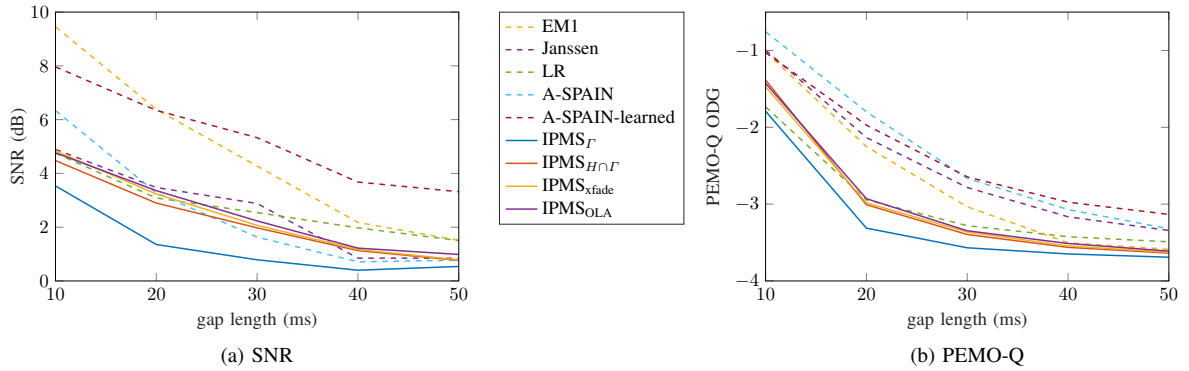 10
8
6
4
2
0
SNR (dB)
10 20 30 40 50
gap length (ms)
(a) SNR
EM1
Janssen
LR
A-SPAIN
A-SPAIN-learned
IPMS_Γ
IPMS_{H∩Γ}
IPMS_xfade
IPMS_OLA
−1
−2
−3
−4
PEMO-Q ODG
10 20 30 40 50
gap length (ms)
(b) PEMO-Q